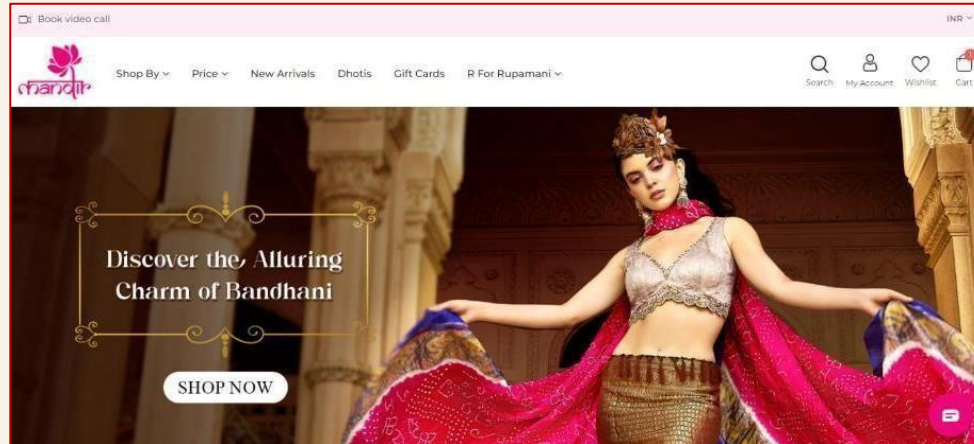 Book video call
INR
mandir
Shop By
Price
New Arrivals
Dhotis
Gift Cards
R For Rupamani
Search
My Account
Wishlist
1
Cart
Discover the Alluring
Charm of Bandhani
SHOP NOW